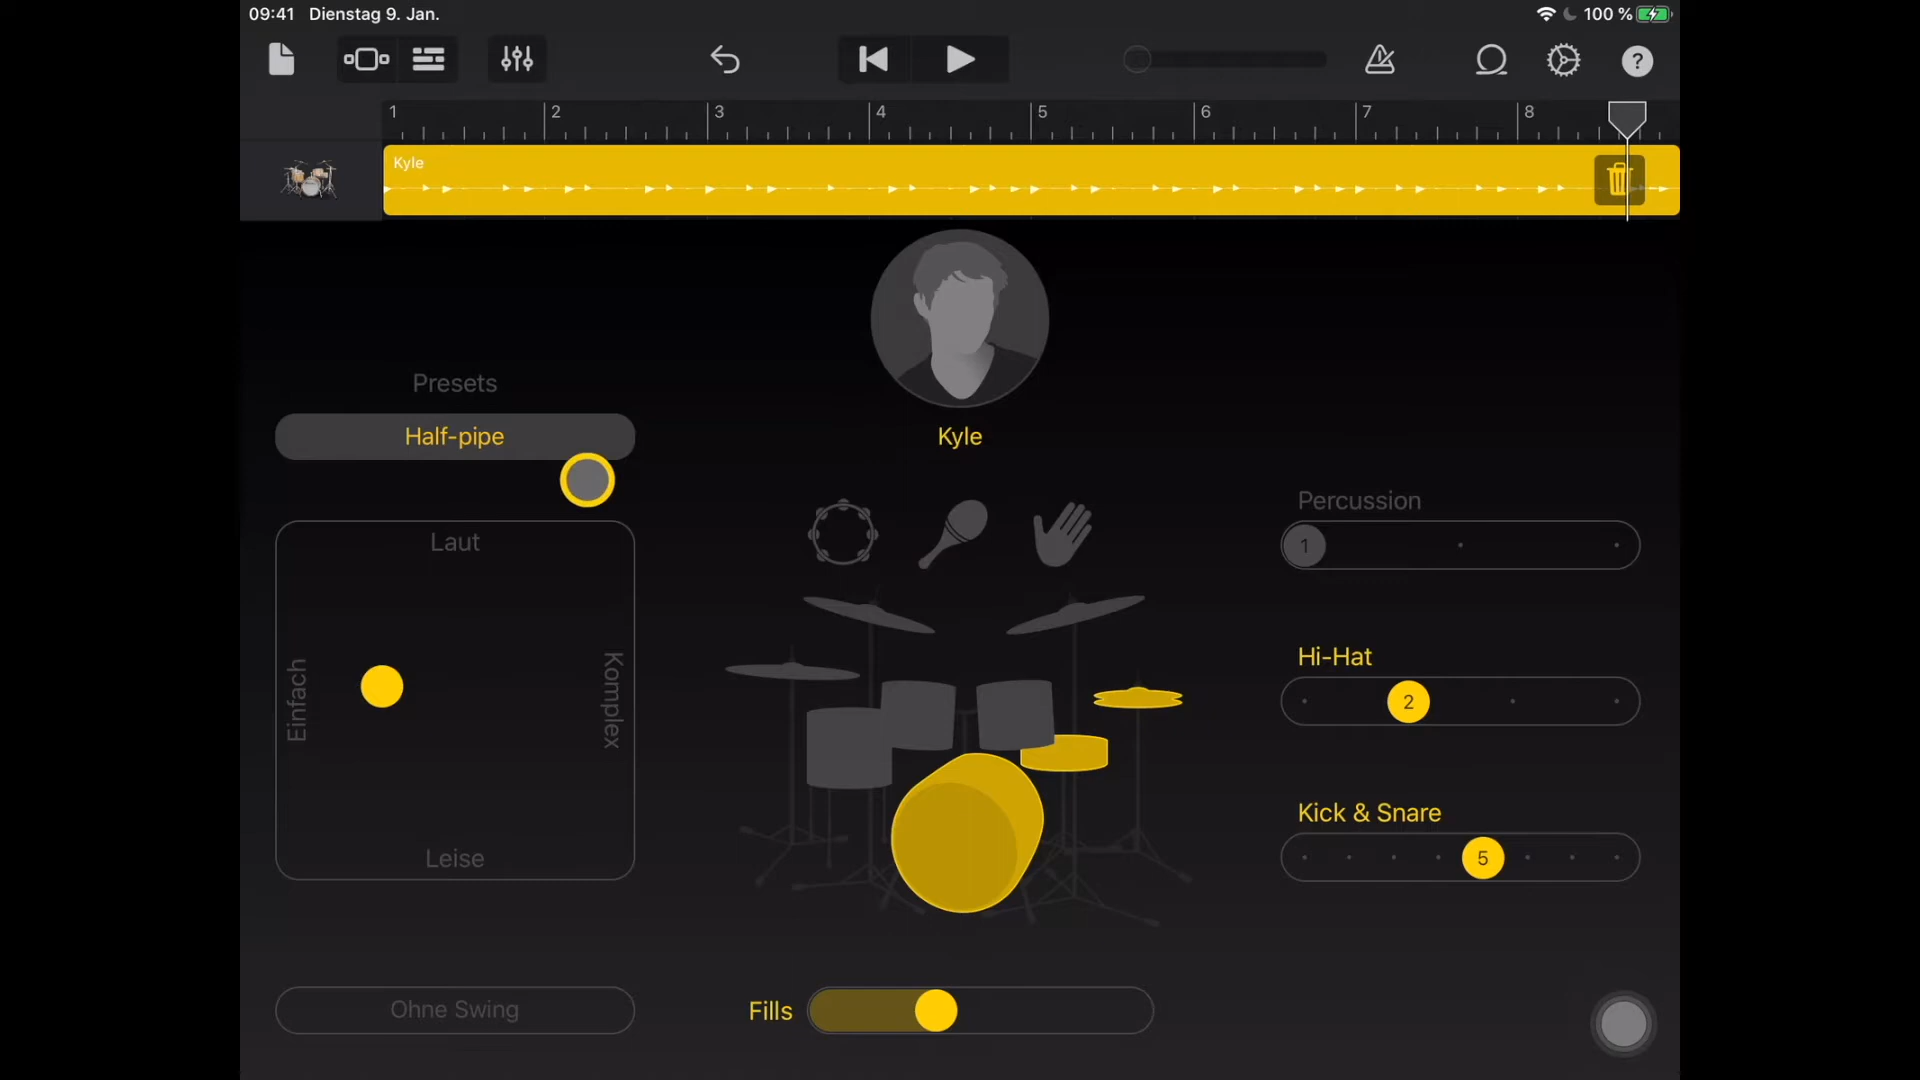 09:41 Dienstag 9. Jan.
100 %
?
1 2 3 4 5 6 7 8
Kyle
Presets
Half-pipe
Kyle
Percussion
1
Laut
Einfach
Komplex
Leise
Hi-Hat
2
Kick & Snare
5
Ohne Swing
Fills